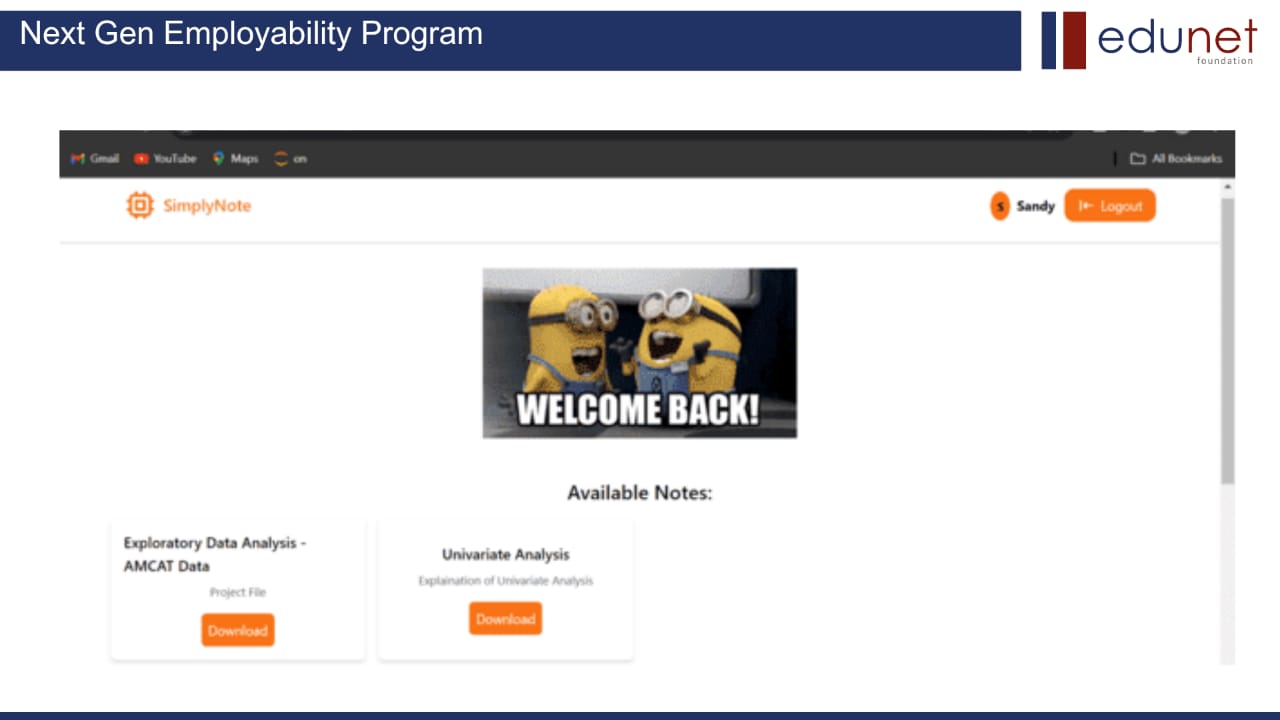 Next Gen Employability Program
edunet
foundation
Gmail YouTube Maps on All Bookmarks
SimplyNote S Sandy Logout
WELCOME BACK!
Available Notes:
Exploratory Data Analysis -
AMCAT Data
Project File
Download
Univariate Analysis
Explaination of Univariate Analysis
Download